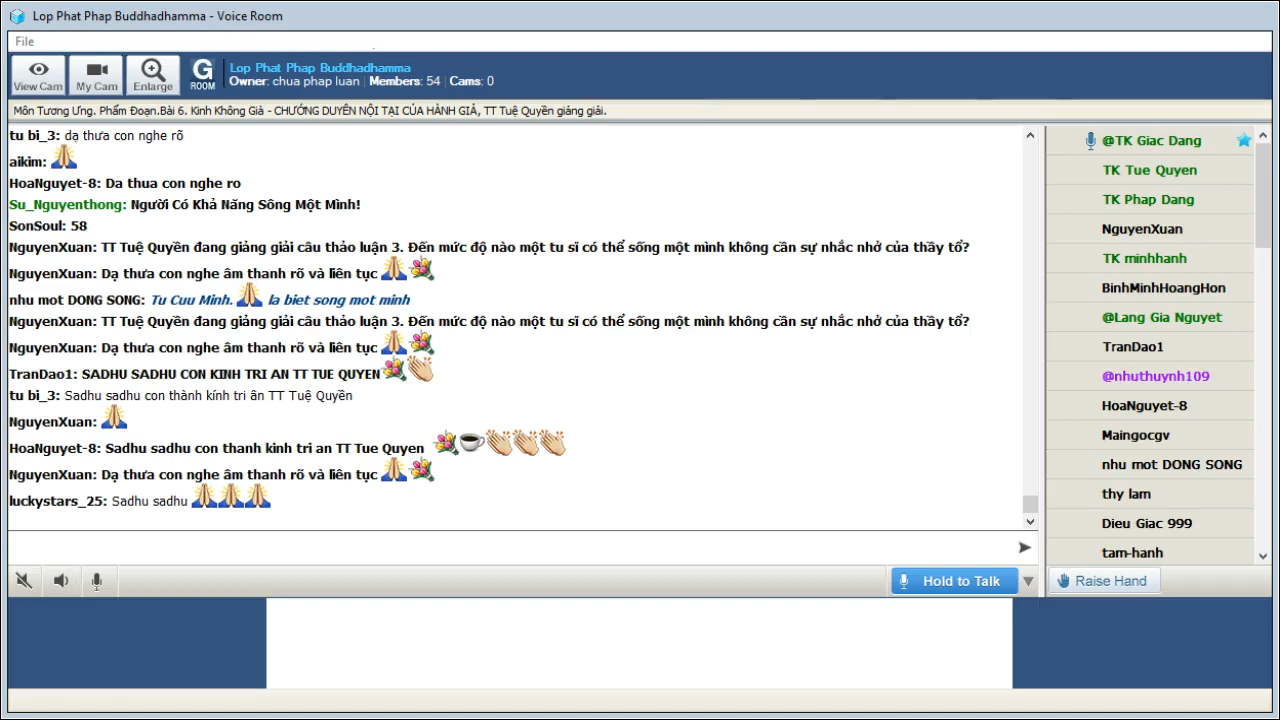 Lop Phat Phap Buddhadhamma - Voice Room
File
View Cam
My Cam
Enlarge
G
ROOM
Lop Phat Phap Buddhadhamma
Owner: chua phap luan | Members: 54 | Cams: 0
Môn Tương Ưng. Phẩm Đoạn.Bài 6. Kinh Không Già - CHƯỚNG DUYÊN NỘI TẠI CỦA HÀNH GIẢ, TT Tuệ Quyền giảng giải.
tu bi_3: dạ thưa con nghe rõ
aikim: 🙏
HoaNguyet-8: Da thua con nghe ro
Su_Nguyenthong: Người Có Khả Năng Sông Một Mình!
SonSoul: 58
NguyenXuan: TT Tuệ Quyền đang giảng giải câu thảo luận 3. Đến mức độ nào một tu sĩ có thể sống một mình không cần sự nhắc nhở của thầy tổ?
NguyenXuan: Dạ thưa con nghe âm thanh rõ và liên tục 🙏💐
nhu mot DONG SONG: Tu Cuu Minh. 🙏 la biet song mot minh
NguyenXuan: TT Tuệ Quyền đang giảng giải câu thảo luận 3. Đến mức độ nào một tu sĩ có thể sống một mình không cần sự nhắc nhở của thầy tổ?
NguyenXuan: Dạ thưa con nghe âm thanh rõ và liên tục 🙏💐
TranDao1: SADHU SADHU CON KINH TRI AN TT TUE QUYEN💐👏
tu bi_3: Sadhu sadhu con thành kính tri ân TT Tuệ Quyền
NguyenXuan: 🙏
HoaNguyet-8: Sadhu sadhu con thanh kinh tri an TT Tue Quyen 💐☕👏👏👏
NguyenXuan: Dạ thưa con nghe âm thanh rõ và liên tục 🙏💐
luckystars_25: Sadhu sadhu 🙏🙏🙏
Hold to Talk
@TK Giac Dang
TK Tue Quyen
TK Phap Dang
NguyenXuan
TK minhhanh
BinhMinhHoangHon
@Lang Gia Nguyet
TranDao1
@nhuthuynh109
HoaNguyet-8
Maingocgv
nhu mot DONG SONG
thy lam
Dieu Giac 999
tam-hanh
Raise Hand